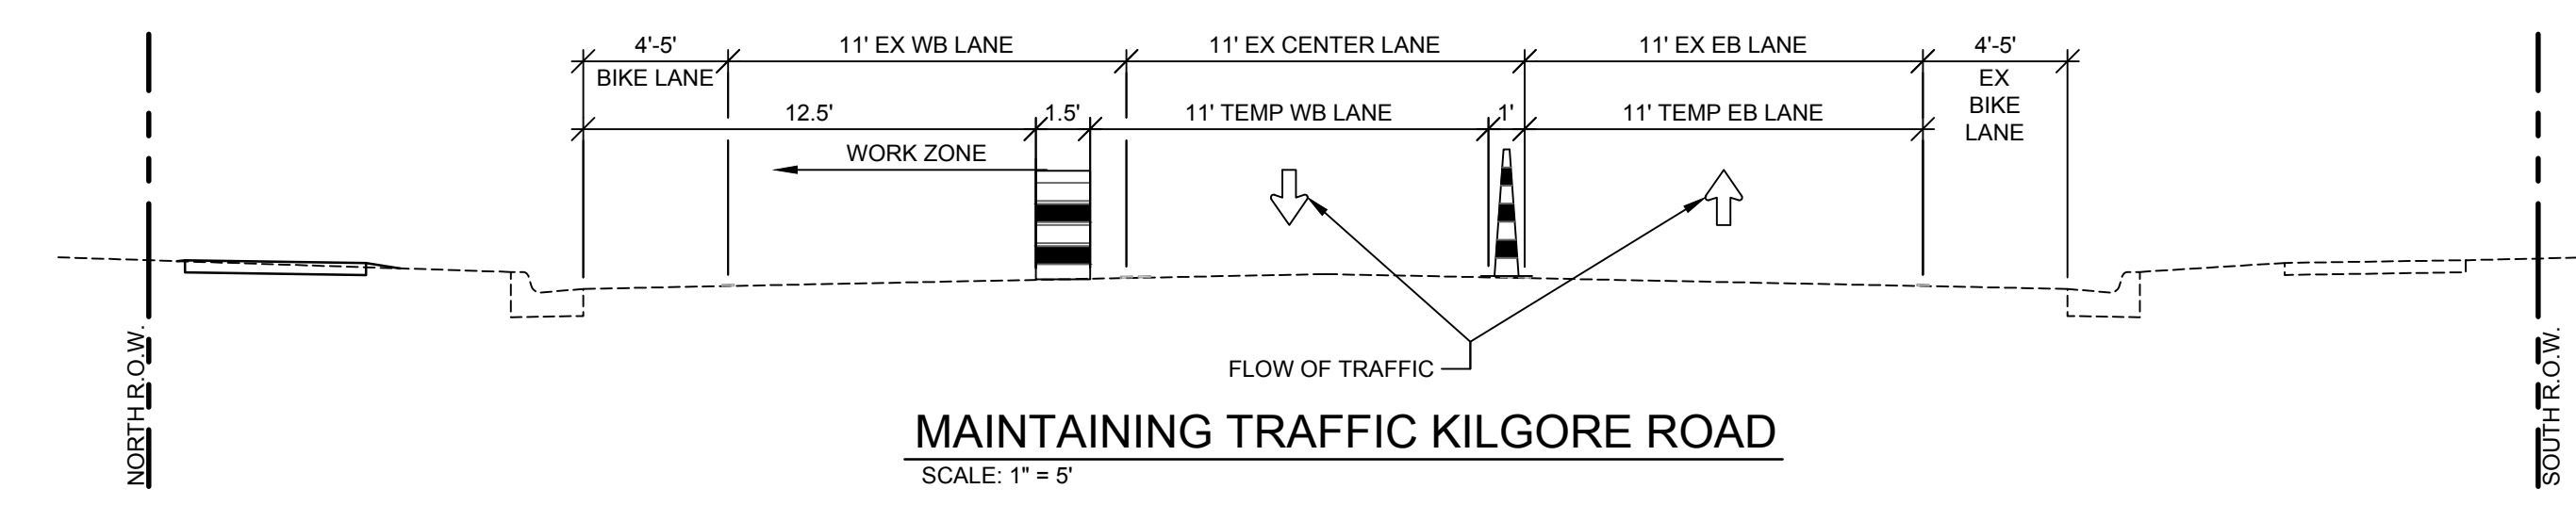 4'-5'
11' EX WB LANE
11' EX CENTER LANE
11' EX EB LANE
4'-5'
BIKE LANE
EX
BIKE
LANE
12.5'
1.5'
11' TEMP WB LANE
1'
11' TEMP EB LANE
WORK ZONE
FLOW OF TRAFFIC
NORTH R.O.W.
SOUTH R.O.W.
MAINTAINING TRAFFIC KILGORE ROAD
SCALE: 1" = 5'